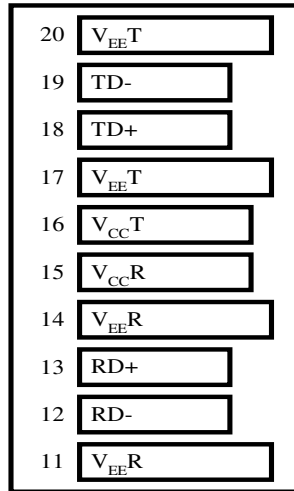 20 VEET
19 TD-
18 TD+
17 VEET
16 VCCT
15 VCCR
14 VEER
13 RD+
12 RD-
11 VEER